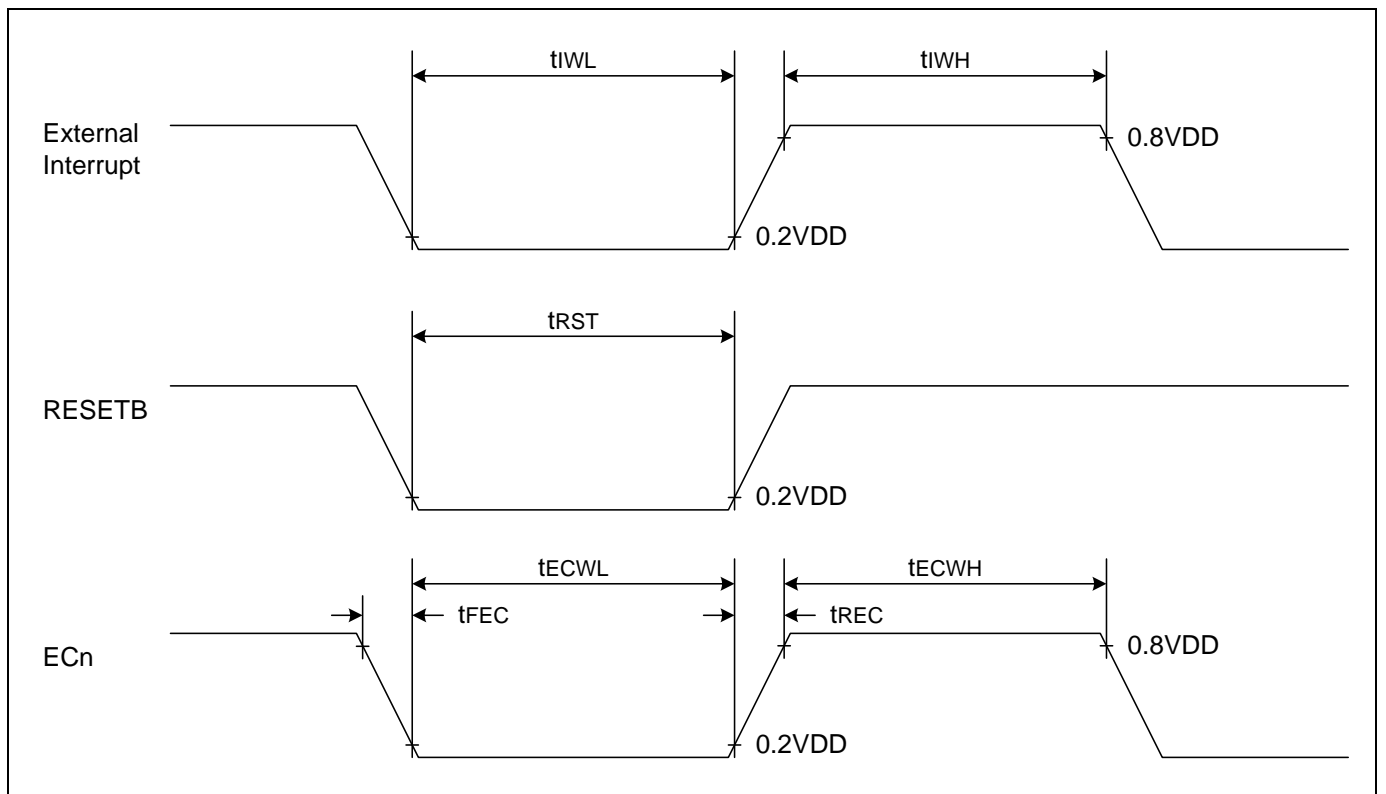 tIWL
tIWH
External
Interrupt
0.8VDD
0.2VDD
tRST
RESETB
0.2VDD
tECWL
tECWH
tFEC
tREC
ECn
0.8VDD
0.2VDD